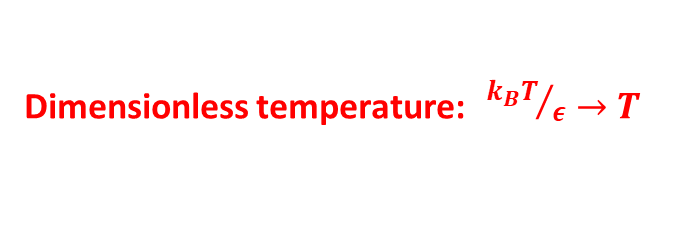 Dimensionless temperature: k_BT/ϵ → T